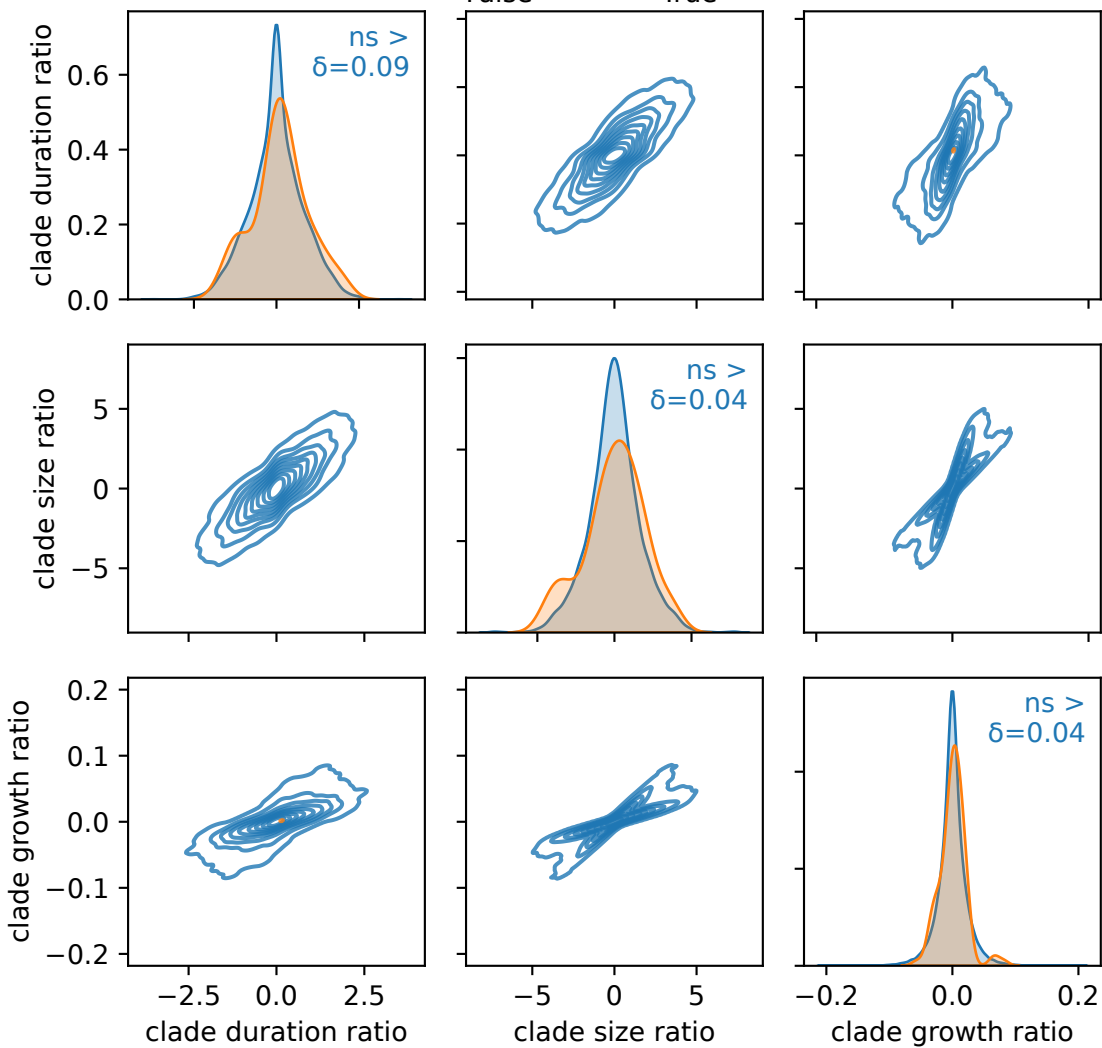 False True
clade duration ratio
0.6
0.4
0.2
0.0
ns >
δ=0.09
clade size ratio
5
0
−5
ns >
δ=0.04
clade growth ratio
0.2
0.1
0.0
−0.1
−0.2
ns >
δ=0.04
−2.5 0.0 2.5
−5 0 5
−0.2 0.0 0.2
clade duration ratio
clade size ratio
clade growth ratio